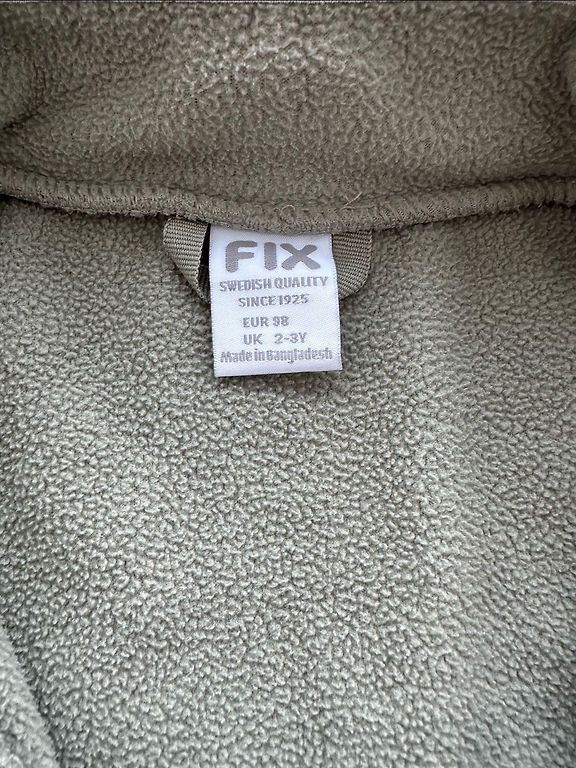 FIX
SWEDISH QUALITY
SINCE 1925
EUR 98
UK 2-3Y
Made in Bangladesh